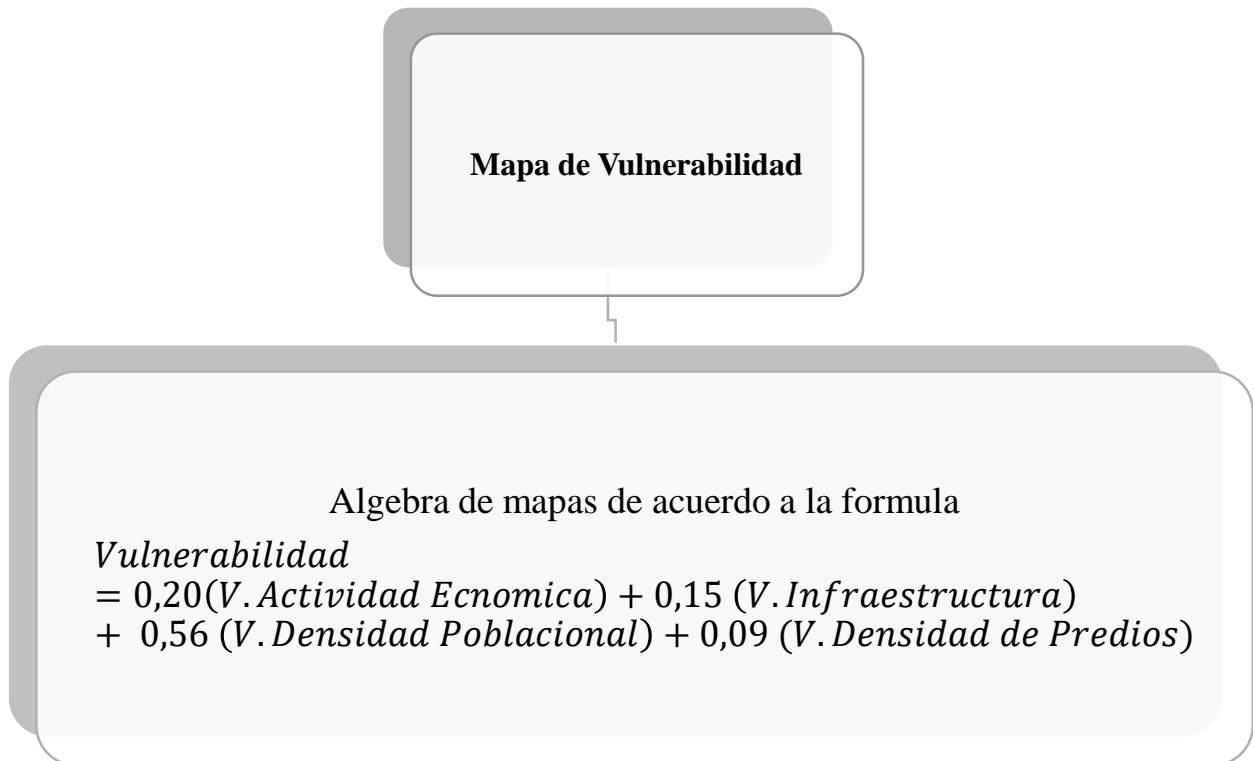 Mapa de Vulnerabilidad
Algebra de mapas de acuerdo a la formula
Vulnerabilidad
= 0,20(V. Actividad Ecnomica) + 0,15 (V. Infraestructura)
+ 0,56 (V. Densidad Poblacional) + 0,09 (V. Densidad de Predios)